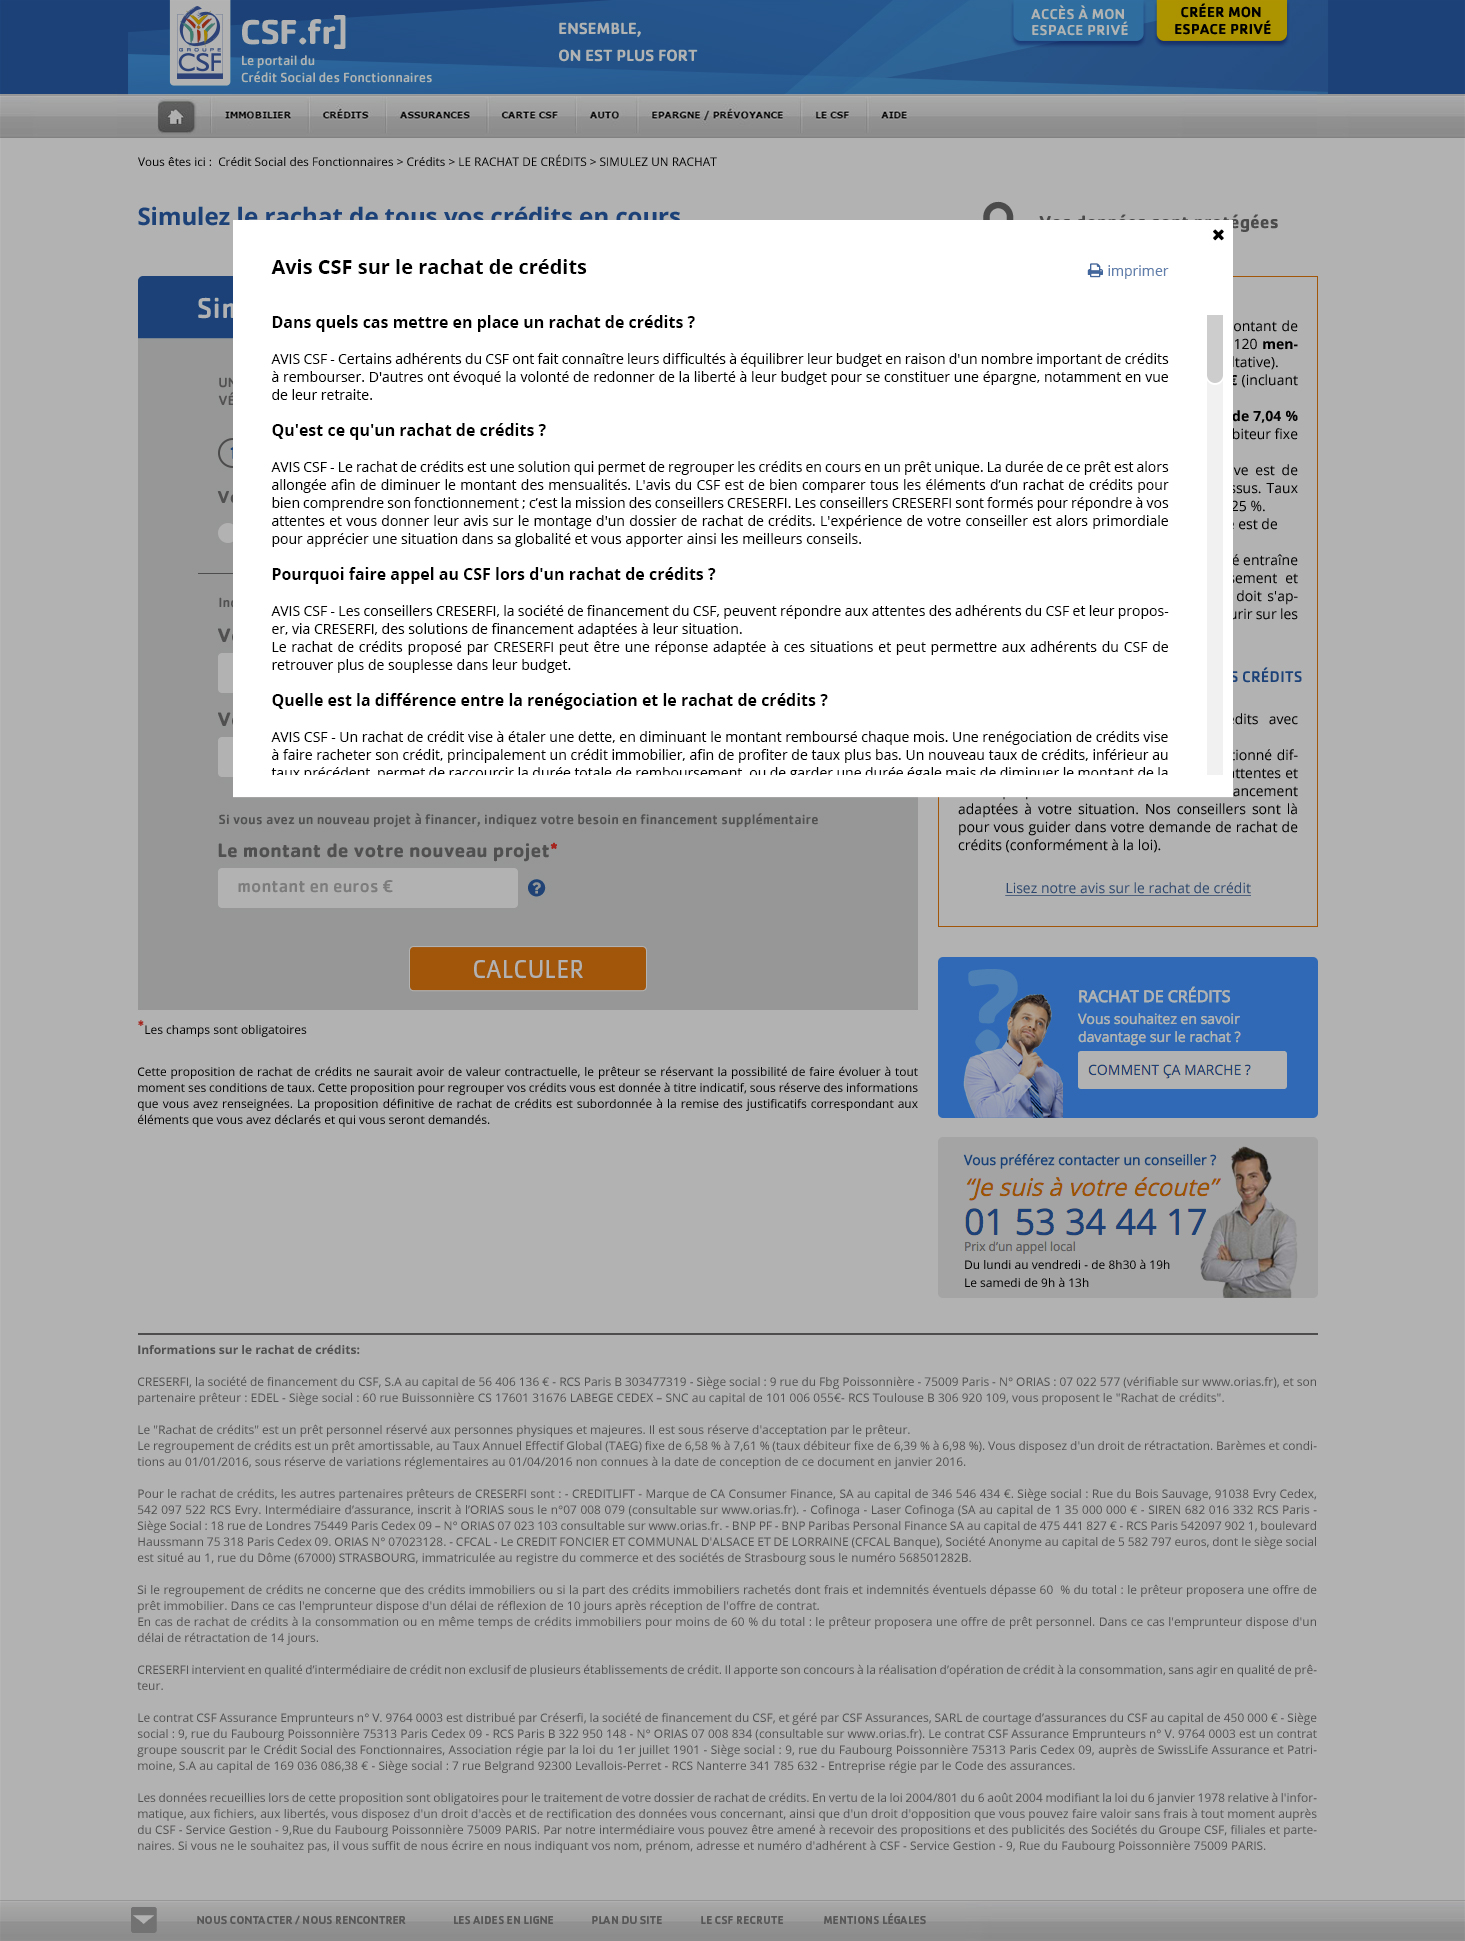 GROUPE
CSF
CSF.fr]
Le portail du
Crédit Social des Fonctionnaires
ENSEMBLE,
ON EST PLUS FORT
ACCÈS À MON
ESPACE PRIVÉ
CRÉER MON
ESPACE PRIVÉ
IMMOBILIER
CRÉDITS
ASSURANCES
CARTE CSF
AUTO
EPARGNE / PRÉVOYANCE
LE CSF
AIDE
Vous êtes ici : Crédit Social des Fonctionnaires > Crédits > LE RACHAT DE CRÉDITS > SIMULEZ UN RACHAT
Simulez le rachat de tous vos crédits en cours
Vos données sont protégées
Avis CSF sur le rachat de crédits
imprimer
Dans quels cas mettre en place un rachat de crédits ?
AVIS CSF - Certains adhérents du CSF ont fait connaître leurs difficultés à équilibrer leur budget en raison d'un nombre important de crédits
à rembourser. D'autres ont évoqué la volonté de redonner de la liberté à leur budget pour se constituer une épargne, notamment en vue
de leur retraite.
Qu'est ce qu'un rachat de crédits ?
AVIS CSF - Le rachat de crédits est une solution qui permet de regrouper les crédits en cours en un prêt unique. La durée de ce prêt est alors
allongée afin de diminuer le montant des mensualités. L'avis du CSF est de bien comparer tous les éléments d’un rachat de crédits pour
bien comprendre son fonctionnement ; c’est la mission des conseillers CRESERFI. Les conseillers CRESERFI sont formés pour répondre à vos
attentes et vous donner leur avis sur le montage d'un dossier de rachat de crédits. L'expérience de votre conseiller est alors primordiale
pour apprécier une situation dans sa globalité et vous apporter ainsi les meilleurs conseils.
Pourquoi faire appel au CSF lors d'un rachat de crédits ?
AVIS CSF - Les conseillers CRESERFI, la société de financement du CSF, peuvent répondre aux attentes des adhérents du CSF et leur propos-
er, via CRESERFI, des solutions de financement adaptées à leur situation.
Le rachat de crédits proposé par CRESERFI peut être une réponse adaptée à ces situations et peut permettre aux adhérents du CSF de
retrouver plus de souplesse dans leur budget.
Quelle est la différence entre la renégociation et le rachat de crédits ?
AVIS CSF - Un rachat de crédit vise à étaler une dette, en diminuant le montant remboursé chaque mois. Une renégociation de crédits vise
à faire racheter son crédit, principalement un crédit immobilier, afin de profiter de taux plus bas. Un nouveau taux de crédits, inférieur au
taux précédent, permet de raccourcir la durée totale de remboursement, ou de garder une durée égale mais de diminuer le montant de la
Sin
UN
VÉ
Ve
Ind
Ve
Ve
ontant de
120 men-
ltative).
€ (incluant
de 7,04 %
biteur fixe
ve est de
ssus. Taux
25 %.
est de
é entraîne
sement et
doit s'ap-
urir sur les
S CRÉDITS
édits avec
tionné dif-
attentes et
ancement
adaptées à votre situation. Nos conseillers sont là
pour vous guider dans votre demande de rachat de
crédits (conformément à la loi).
Lisez notre avis sur le rachat de crédit
Si vous avez un nouveau projet à financer, indiquez votre besoin en financement supplémentaire
Le montant de votre nouveau projet*
montant en euros €
?
CALCULER
*Les champs sont obligatoires
Cette proposition de rachat de crédits ne saurait avoir de valeur contractuelle, le prêteur se réservant la possibilité de faire évoluer à tout
moment ses conditions de taux. Cette proposition pour regrouper vos crédits vous est donnée à titre indicatif, sous réserve des informations
que vous avez renseignées. La proposition définitive de rachat de crédits est subordonnée à la remise des justificatifs correspondant aux
éléments que vous avez déclarés et qui vous seront demandés.
?
RACHAT DE CRÉDITS
Vous souhaitez en savoir
davantage sur le rachat ?
COMMENT ÇA MARCHE ?
Vous préférez contacter un conseiller ?
“Je suis à votre écoute”
01 53 34 44 17
Prix d’un appel local
Du lundi au vendredi - de 8h30 à 19h
Le samedi de 9h à 13h
Informations sur le rachat de crédits:
CRESERFI, la société de financement du CSF, S.A au capital de 56 406 136 € - RCS Paris B 303477319 - Siège social : 9 rue du Fbg Poissonnière - 75009 Paris - N° ORIAS : 07 022 577 (vérifiable sur www.orias.fr), et son
partenaire prêteur : EDEL - Siège social : 60 rue Buissonnière CS 17601 31676 LABEGE CEDEX – SNC au capital de 101 006 055€- RCS Toulouse B 306 920 109, vous proposent le "Rachat de crédits".
Le "Rachat de crédits" est un prêt personnel réservé aux personnes physiques et majeures. Il est sous réserve d'acceptation par le prêteur.
Le regroupement de crédits est un prêt amortissable, au Taux Annuel Effectif Global (TAEG) fixe de 6,58 % à 7,61 % (taux débiteur fixe de 6,39 % à 6,98 %). Vous disposez d'un droit de rétractation. Barèmes et condi-
tions au 01/01/2016, sous réserve de variations réglementaires au 01/04/2016 non connues à la date de conception de ce document en janvier 2016.
Pour le rachat de crédits, les autres partenaires prêteurs de CRESERFI sont : - CREDITLIFT - Marque de CA Consumer Finance, SA au capital de 346 546 434 €. Siège social : Rue du Bois Sauvage, 91038 Evry Cedex,
542 097 522 RCS Evry. Intermédiaire d’assurance, inscrit à l’ORIAS sous le n°07 008 079 (consultable sur www.orias.fr). - Cofinoga - Laser Cofinoga (SA au capital de 1 35 000 000 € - SIREN 682 016 332 RCS Paris -
Siège Social : 18 rue de Londres 75449 Paris Cedex 09 – N° ORIAS 07 023 103 consultable sur www.orias.fr. - BNP PF - BNP Paribas Personal Finance SA au capital de 475 441 827 € - RCS Paris 542097 902 1, boulevard
Haussmann 75 318 Paris Cedex 09. ORIAS N° 07023128. - CFCAL - Le CREDIT FONCIER ET COMMUNAL D'ALSACE ET DE LORRAINE (CFCAL Banque), Société Anonyme au capital de 5 582 797 euros, dont le siège social
est situé au 1, rue du Dôme (67000) STRASBOURG, immatriculée au registre du commerce et des sociétés de Strasbourg sous le numéro 568501282B.
Si le regroupement de crédits ne concerne que des crédits immobiliers ou si la part des crédits immobiliers rachetés dont frais et indemnités éventuels dépasse 60 % du total : le prêteur proposera une offre de
prêt immobilier. Dans ce cas l'emprunteur dispose d'un délai de réflexion de 10 jours après réception de l'offre de contrat.
En cas de rachat de crédits à la consommation ou en même temps de crédits immobiliers pour moins de 60 % du total : le prêteur proposera une offre de prêt personnel. Dans ce cas l'emprunteur dispose d'un
délai de rétractation de 14 jours.
CRESERFI intervient en qualité d’intermédiaire de crédit non exclusif de plusieurs établissements de crédit. Il apporte son concours à la réalisation d’opération de crédit à la consommation, sans agir en qualité de prê-
teur.
Le contrat CSF Assurance Emprunteurs n° V. 9764 0003 est distribué par Créserfi, la société de financement du CSF, et géré par CSF Assurances, SARL de courtage d’assurances du CSF au capital de 450 000 € - Siège
social : 9, rue du Faubourg Poissonnière 75313 Paris Cedex 09 - RCS Paris B 322 950 148 - N° ORIAS 07 008 834 (consultable sur www.orias.fr). Le contrat CSF Assurance Emprunteurs n° V. 9764 0003 est un contrat
groupe souscrit par le Crédit Social des Fonctionnaires, Association régie par la loi du 1er juillet 1901 - Siège social : 9, rue du Faubourg Poissonnière 75313 Paris Cedex 09, auprès de SwissLife Assurance et Patri-
moine, S.A au capital de 169 036 086,38 € - Siège social : 7 rue Belgrand 92300 Levallois-Perret - RCS Nanterre 341 785 632 - Entreprise régie par le Code des assurances.
Les données recueillies lors de cette proposition sont obligatoires pour le traitement de votre dossier de rachat de crédits. En vertu de la loi 2004/801 du 6 août 2004 modifiant la loi du 6 janvier 1978 relative à l'infor-
matique, aux fichiers, aux libertés, vous disposez d'un droit d'accès et de rectification des données vous concernant, ainsi que d'un droit d'opposition que vous pouvez faire valoir sans frais à tout moment auprès
du CSF - Service Gestion - 9,Rue du Faubourg Poissonnière 75009 PARIS. Par notre intermédiaire vous pouvez être amené à recevoir des propositions et des publicités des Sociétés du Groupe CSF, filiales et parte-
naires. Si vous ne le souhaitez pas, il vous suffit de nous écrire en nous indiquant vos nom, prénom, adresse et numéro d'adhérent à CSF - Service Gestion - 9, Rue du Faubourg Poissonnière 75009 PARIS.
NOUS CONTACTER / NOUS RENCONTRER
LES AIDES EN LIGNE
PLAN DU SITE
LE CSF RECRUTE
MENTIONS LÉGALES